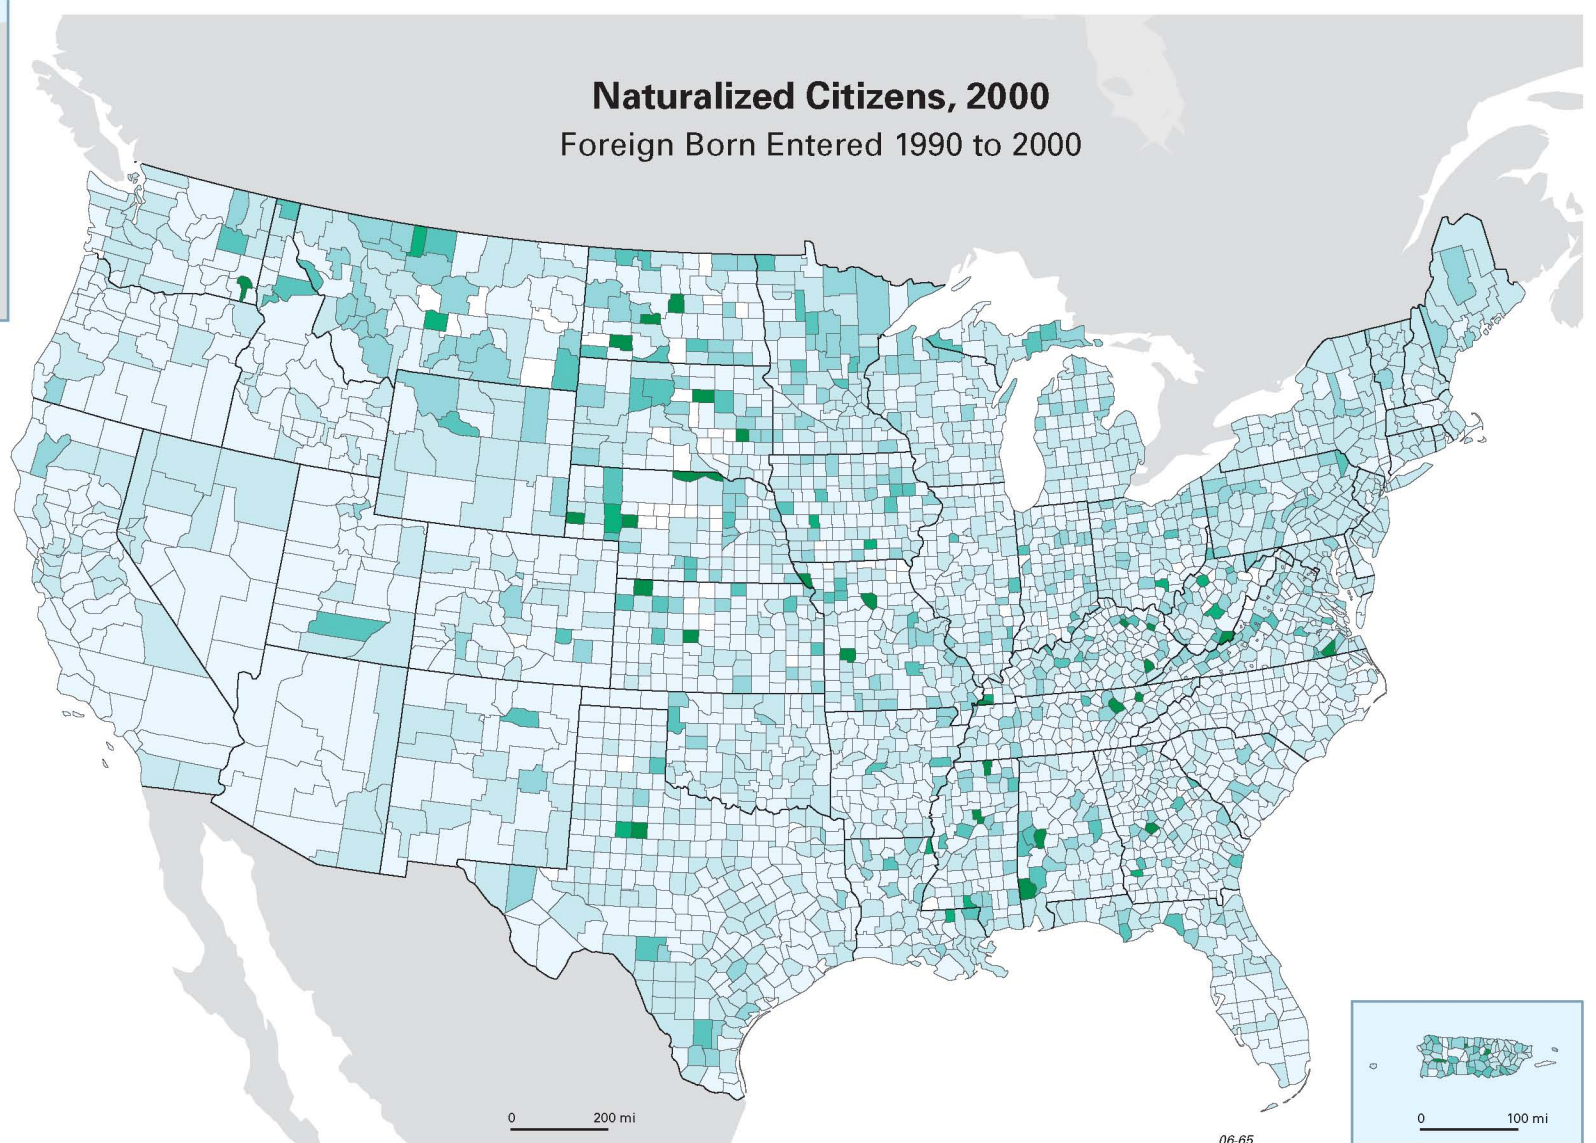 Naturalized Citizens, 2000
Foreign Born Entered 1990 to 2000
0 200 mi
0 100 mi
06-65